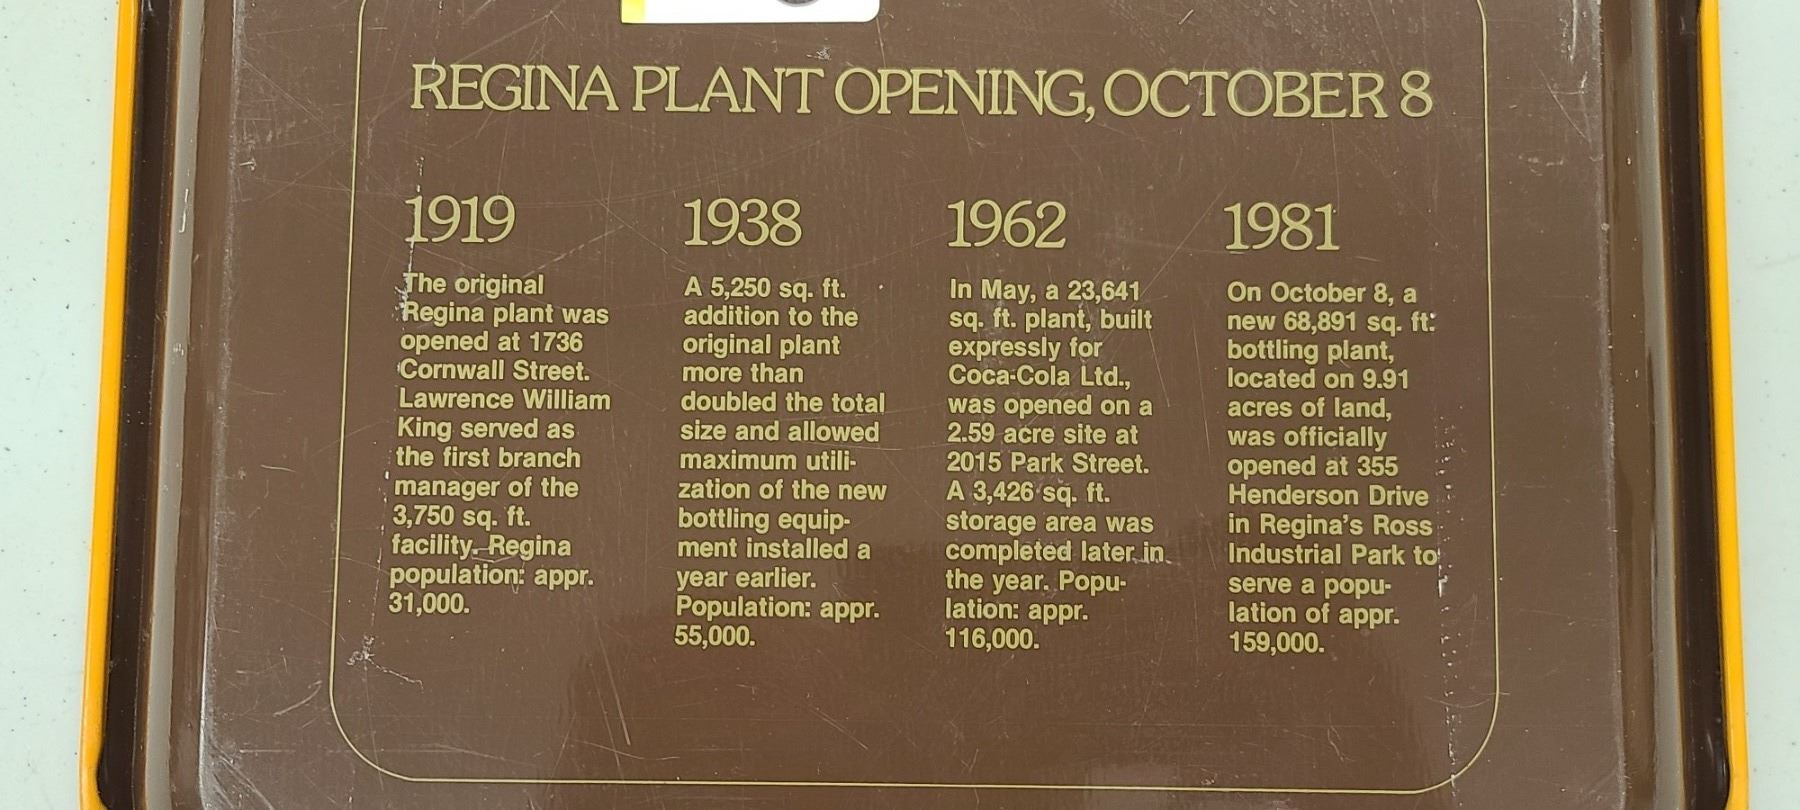 REGINA PLANT OPENING, OCTOBER 8
1919
The original
Regina plant was
opened at 1736
Cornwall Street.
Lawrence William
King served as
the first branch
manager of the
3,750 sq. ft.
facility. Regina
population: appr.
31,000.
1938
A 5,250 sq. ft.
addition to the
original plant
more than
doubled the total
size and allowed
maximum utili-
zation of the new
bottling equip-
ment installed a
year earlier.
Population: appr.
55,000.
1962
In May, a 23,641
sq. ft. plant, built
expressly for
Coca-Cola Ltd.,
was opened on a
2.59 acre site at
2015 Park Street.
A 3,426 sq. ft.
storage area was
completed later in
the year. Popu-
lation: appr.
116,000.
1981
On October 8, a
new 68,891 sq. ft.
bottling plant,
located on 9.91
acres of land,
was officially
opened at 355
Henderson Drive
in Regina's Ross
Industrial Park to
serve a popu-
lation of appr.
159,000.